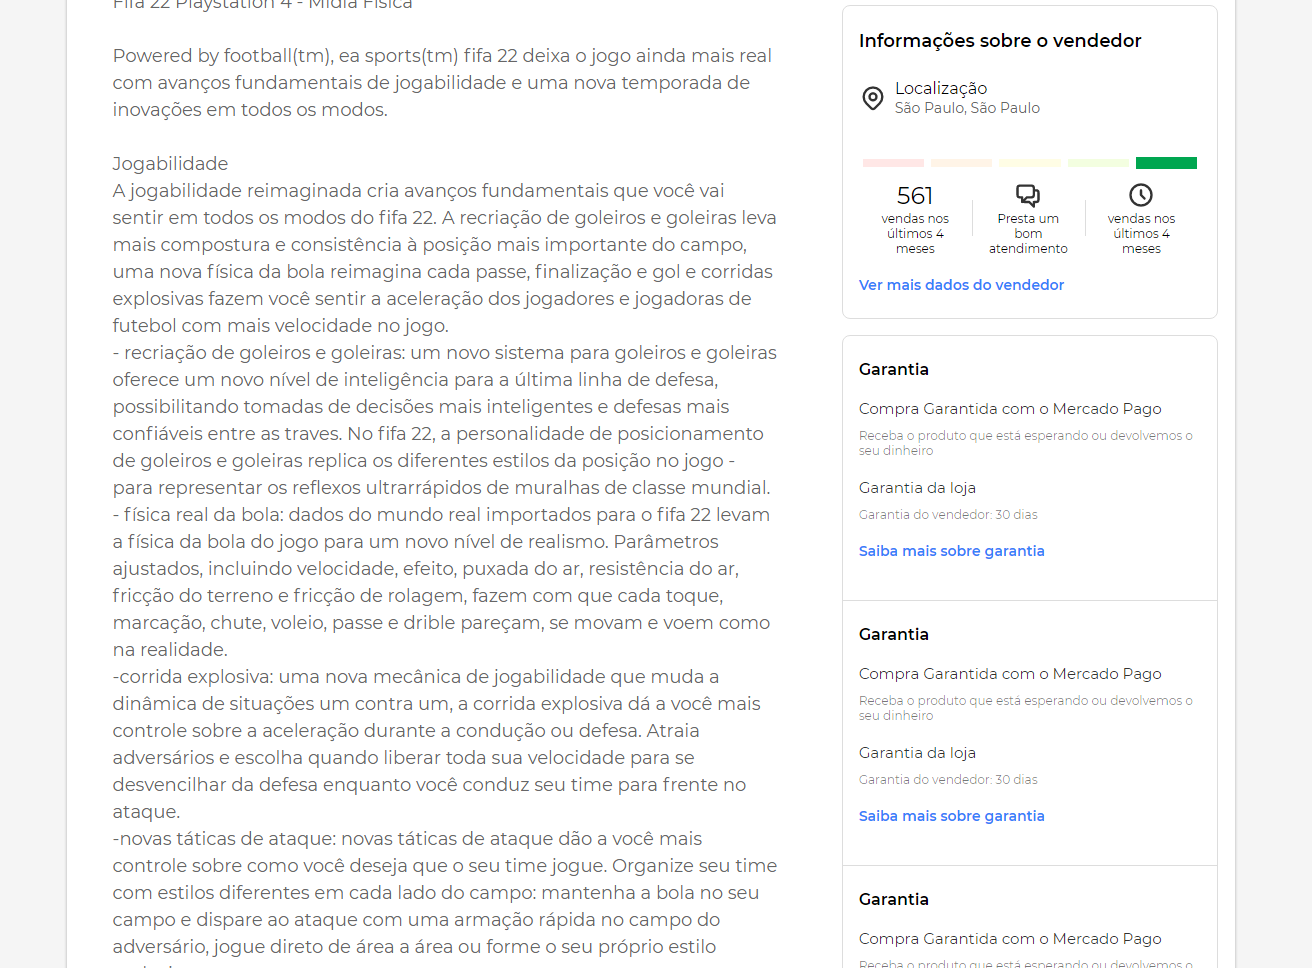 Fifa 22 Playstation 4 - Mídia Física
Powered by football(tm), ea sports(tm) fifa 22 deixa o jogo ainda mais real
com avanços fundamentais de jogabilidade e uma nova temporada de
inovações em todos os modos.
Jogabilidade
A jogabilidade reimaginada cria avanços fundamentais que você vai
sentir em todos os modos do fifa 22. A recriação de goleiros e goleiras leva
mais compostura e consistência à posição mais importante do campo,
uma nova física da bola reimagina cada passe, finalização e gol e corridas
explosivas fazem você sentir a aceleração dos jogadores e jogadoras de
futebol com mais velocidade no jogo.
- recriação de goleiros e goleiras: um novo sistema para goleiros e goleiras
oferece um novo nível de inteligência para a última linha de defesa,
possibilitando tomadas de decisões mais inteligentes e defesas mais
confiáveis entre as traves. No fifa 22, a personalidade de posicionamento
de goleiros e goleiras replica os diferentes estilos da posição no jogo -
para representar os reflexos ultrarrápidos de muralhas de classe mundial.
- física real da bola: dados do mundo real importados para o fifa 22 levam
a física da bola do jogo para um novo nível de realismo. Parâmetros
ajustados, incluindo velocidade, efeito, puxada do ar, resistência do ar,
fricção do terreno e fricção de rolagem, fazem com que cada toque,
marcação, chute, voleio, passe e drible pareçam, se movam e voem como
na realidade.
-corrida explosiva: uma nova mecânica de jogabilidade que muda a
dinâmica de situações um contra um, a corrida explosiva dá a você mais
controle sobre a aceleração durante a condução ou defesa. Atraia
adversários e escolha quando liberar toda sua velocidade para se
desvencilhar da defesa enquanto você conduz seu time para frente no
ataque.
-novas táticas de ataque: novas táticas de ataque dão a você mais
controle sobre como você deseja que o seu time jogue. Organize seu time
com estilos diferentes em cada lado do campo: mantenha a bola no seu
campo e dispare ao ataque com uma armação rápida no campo do
adversário, jogue direto de área a área ou forme o seu próprio estilo
Informações sobre o vendedor
Localização
São Paulo, São Paulo
561
vendas nos
últimos 4
meses
Presta um
bom
atendimento
vendas nos
últimos 4
meses
Ver mais dados do vendedor
Garantia
Compra Garantida com o Mercado Pago
Receba o produto que está esperando ou devolvemos o
seu dinheiro
Garantia da loja
Garantia do vendedor: 30 dias
Saiba mais sobre garantia
Garantia
Compra Garantida com o Mercado Pago
Receba o produto que está esperando ou devolvemos o
seu dinheiro
Garantia da loja
Garantia do vendedor: 30 dias
Saiba mais sobre garantia
Garantia
Compra Garantida com o Mercado Pago
Receba o produto que está esperando ou devolvemos o